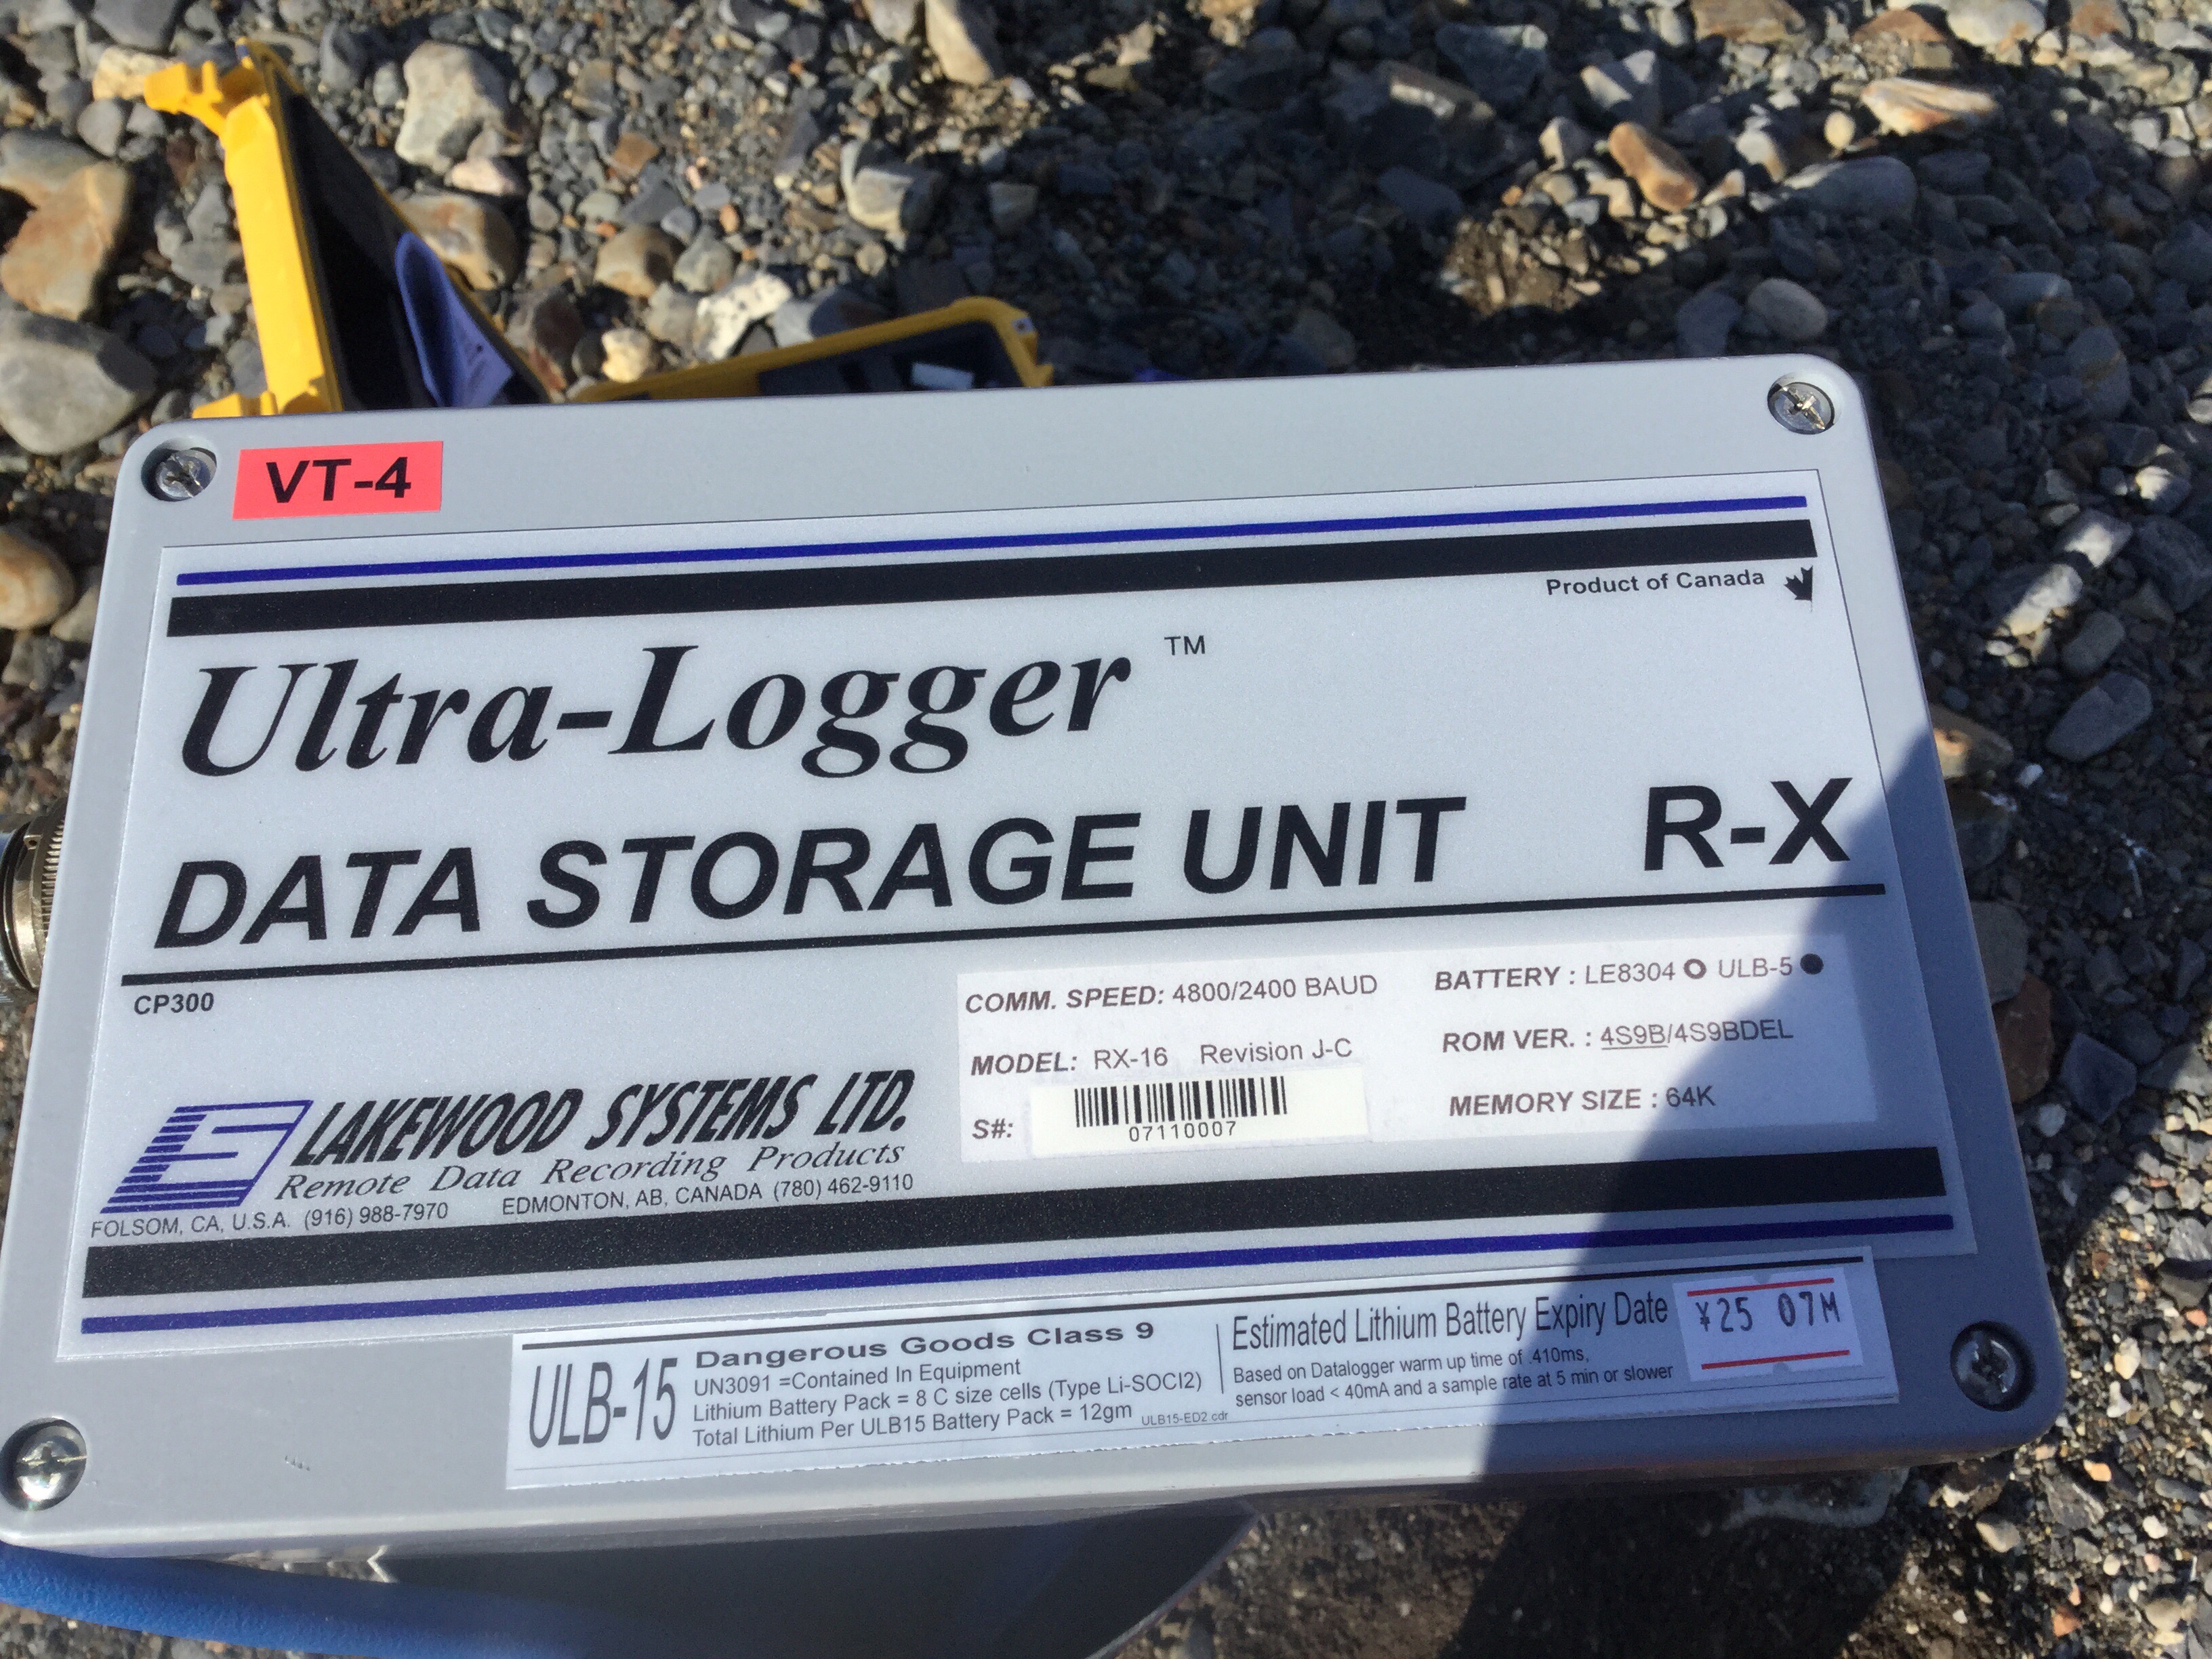 VT-4
Product of Canada
Ultra-Logger ™
DATA STORAGE UNIT R-X
CP300
COMM. SPEED: 4800/2400 BAUD
BATTERY : LE8304 ULB-5
MODEL: RX-16 Revision J-C
ROM VER. : 4S9B/4S9BDEL
S#: 07110007
MEMORY SIZE : 64K
LAKEWOOD SYSTEMS LTD.
Remote Data Recording Products
FOLSOM, CA, U.S.A. (916) 988-7970 EDMONTON, AB, CANADA (780) 462-9110
ULB-15
Dangerous Goods Class 9
UN3091 =Contained In Equipment
Lithium Battery Pack = 8 C size cells (Type Li-SOCl2)
Total Lithium Per ULB15 Battery Pack = 12gm ULB15-ED2.cdr
Estimated Lithium Battery Expiry Date
Based on Datalogger warm up time of .410ms,
sensor load < 40mA and a sample rate at 5 min or slower
¥25 07M